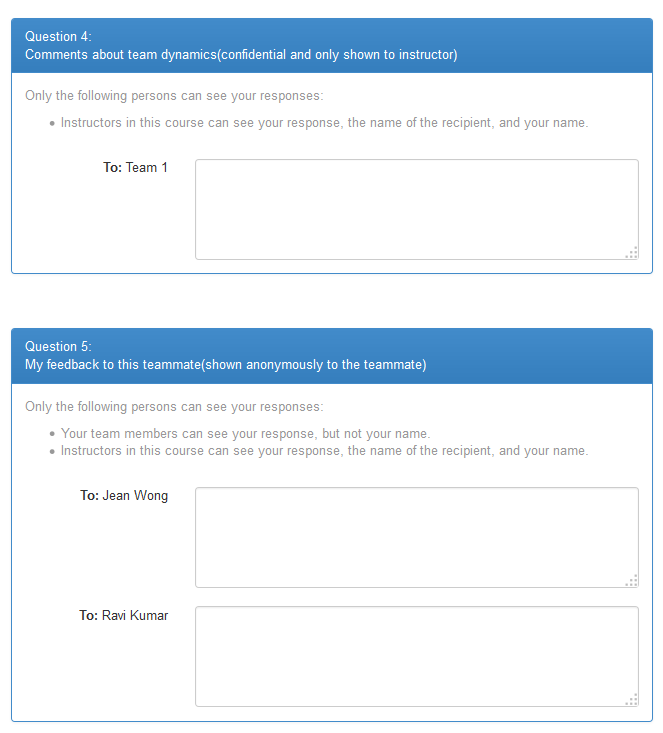 Question 4:
Comments about team dynamics(confidential and only shown to instructor)
Only the following persons can see your responses:
Instructors in this course can see your response, the name of the recipient, and your name.
To: Team 1
Question 5:
My feedback to this teammate(shown anonymously to the teammate)
Only the following persons can see your responses:
Your team members can see your response, but not your name.
Instructors in this course can see your response, the name of the recipient, and your name.
To: Jean Wong
To: Ravi Kumar